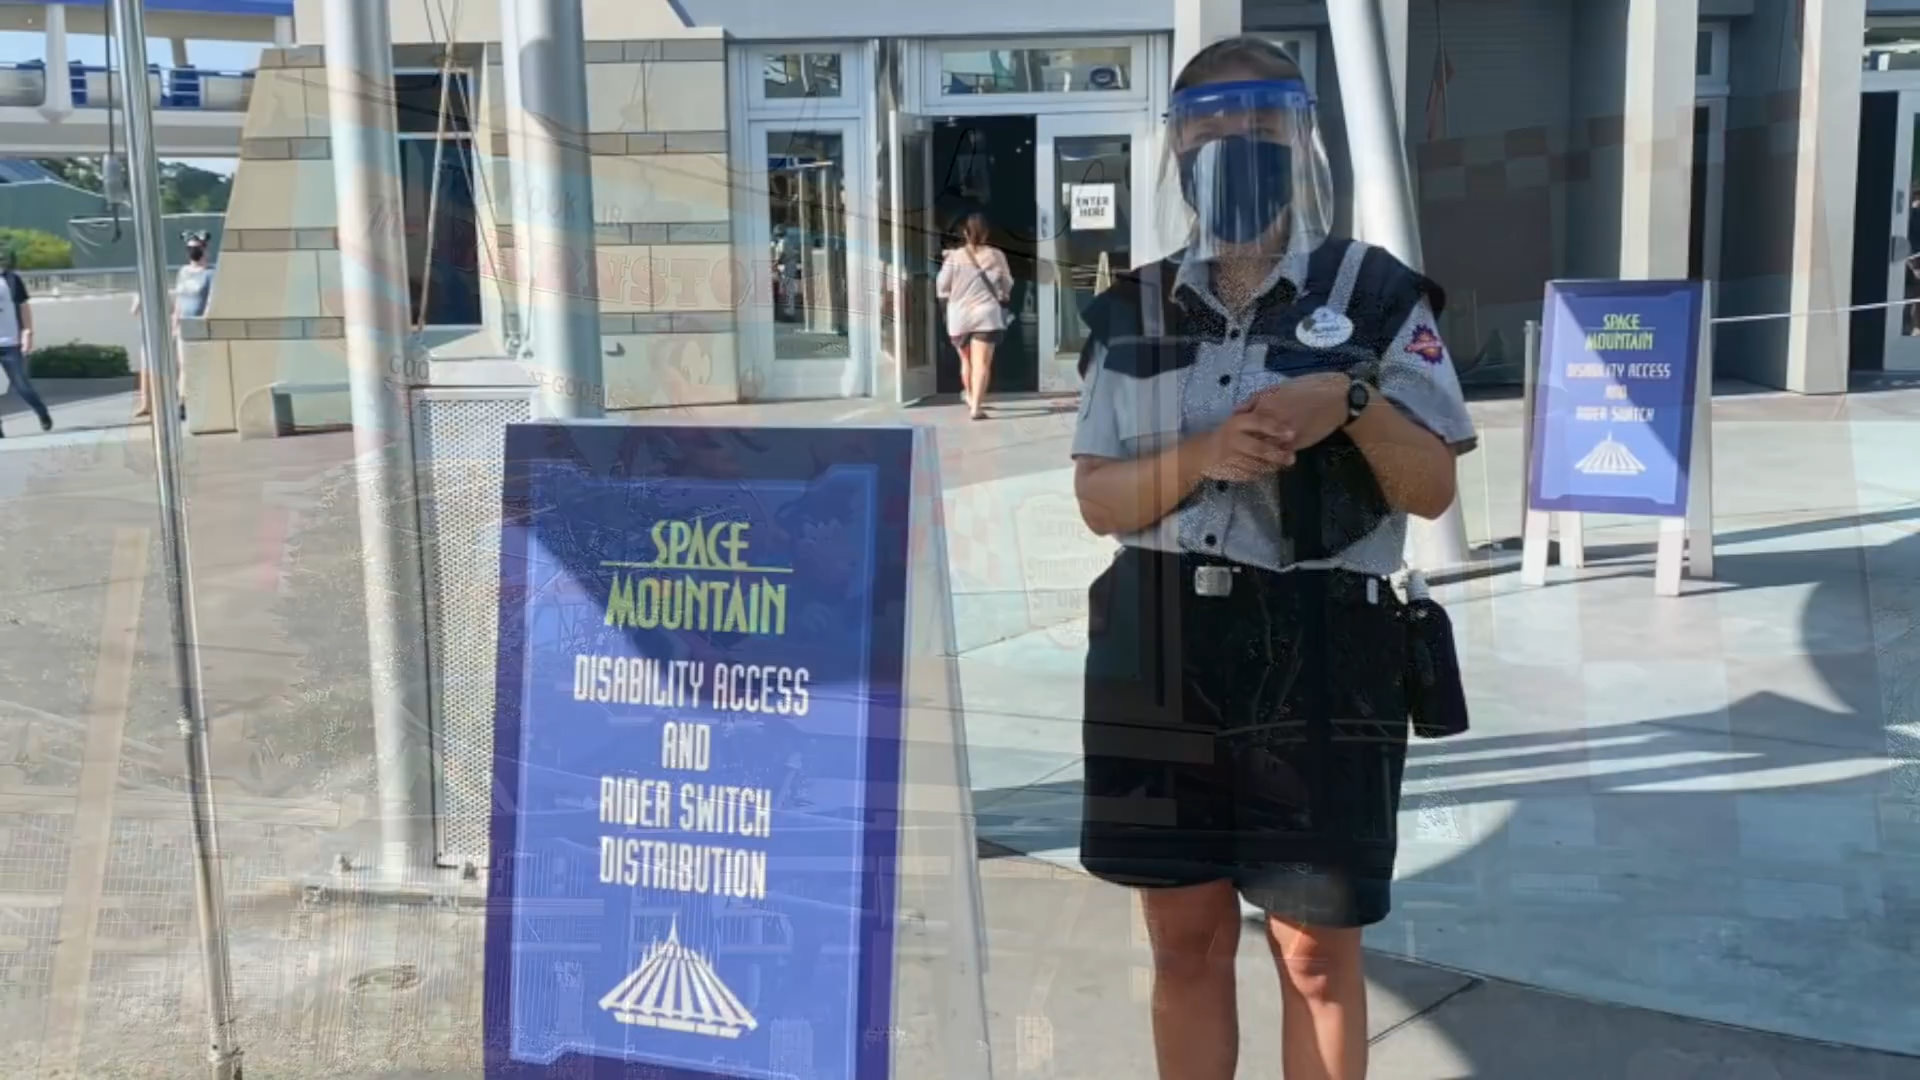 ENTER
HERE
SPACE
MOUNTAIN
DISABILITY ACCESS
AND
RIDER SWITCH
SPACE
MOUNTAIN
DISABILITY ACCESS
AND
RIDER SWITCH
DISTRIBUTION